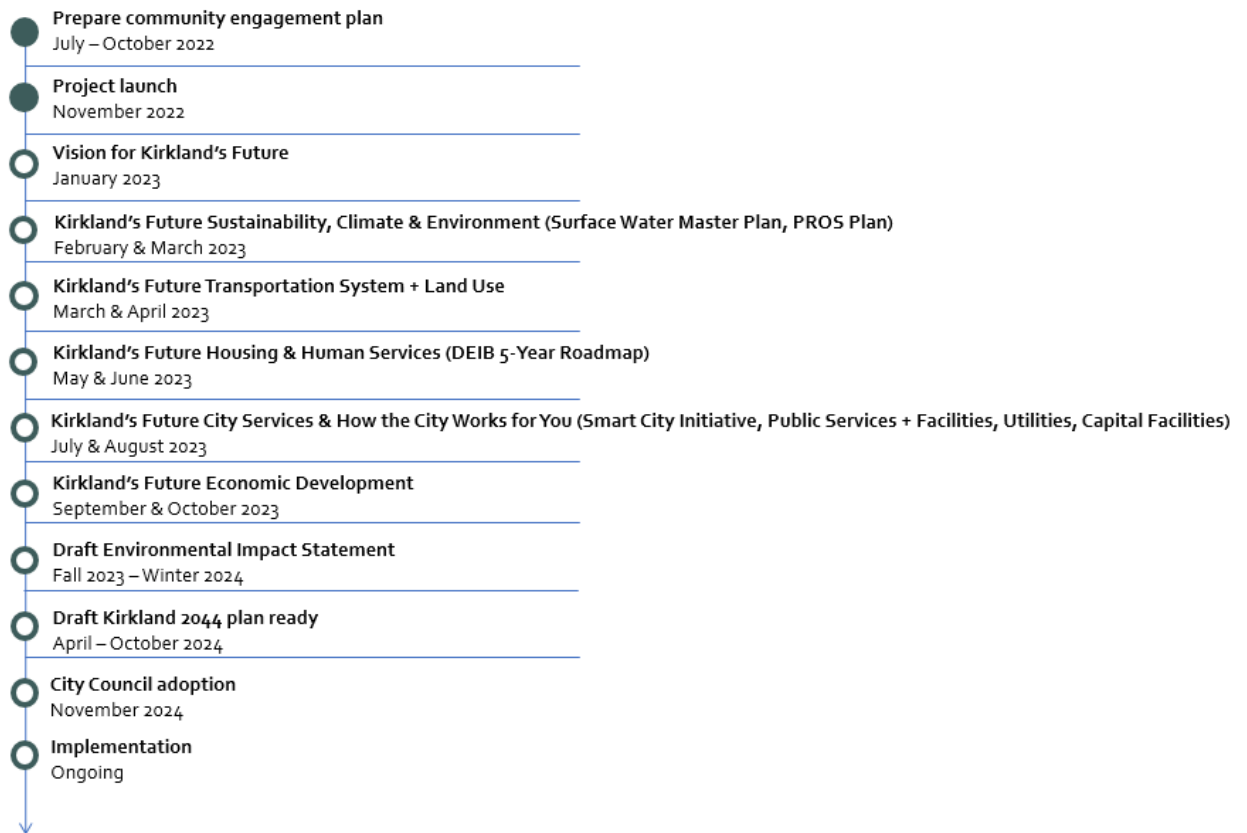 Prepare community engagement plan
July – October 2022
Project launch
November 2022
Vision for Kirkland's Future
January 2023
Kirkland's Future Sustainability, Climate & Environment (Surface Water Master Plan, PROS Plan)
February & March 2023
Kirkland's Future Transportation System + Land Use
March & April 2023
Kirkland's Future Housing & Human Services (DEIB 5-Year Roadmap)
May & June 2023
Kirkland's Future City Services & How the City Works for You (Smart City Initiative, Public Services + Facilities, Utilities, Capital Facilities)
July & August 2023
Kirkland's Future Economic Development
September & October 2023
Draft Environmental Impact Statement
Fall 2023 – Winter 2024
Draft Kirkland 2044 plan ready
April – October 2024
City Council adoption
November 2024
Implementation
Ongoing